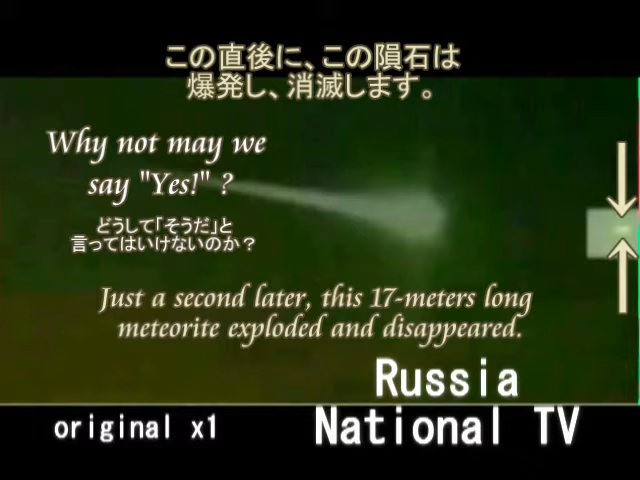 この直後に、この隕石は
爆発し、消滅します。
Why not may we
say "Yes!" ?
どうして「そうだ」と
言ってはいけないのか？
Just a second later, this 17-meters long
meteorite exploded and disappeared.
Russia
National TV
original x1